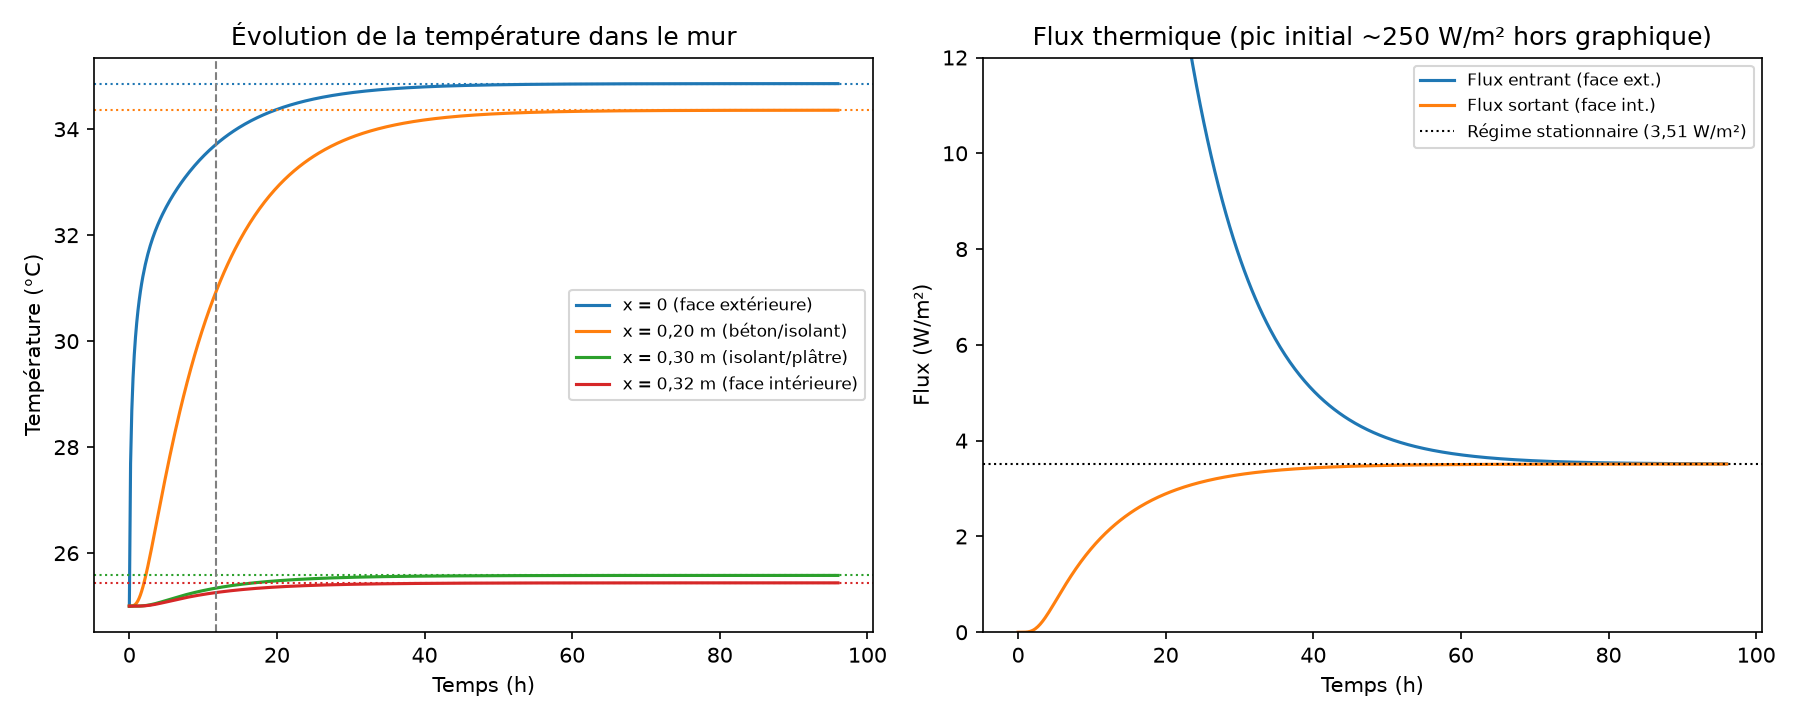 Évolution de la température dans le mur
Température (°C)
34
32
30
28
26
x = 0 (face extérieure)
x = 0,20 m (béton/isolant)
x = 0,30 m (isolant/plâtre)
x = 0,32 m (face intérieure)
0 20 40 60 80 100
Temps (h)
Flux thermique (pic initial ~250 W/m² hors graphique)
Flux (W/m²)
12
10
8
6
4
2
0
Flux entrant (face ext.)
Flux sortant (face int.)
Régime stationnaire (3,51 W/m²)
0 20 40 60 80 100
Temps (h)